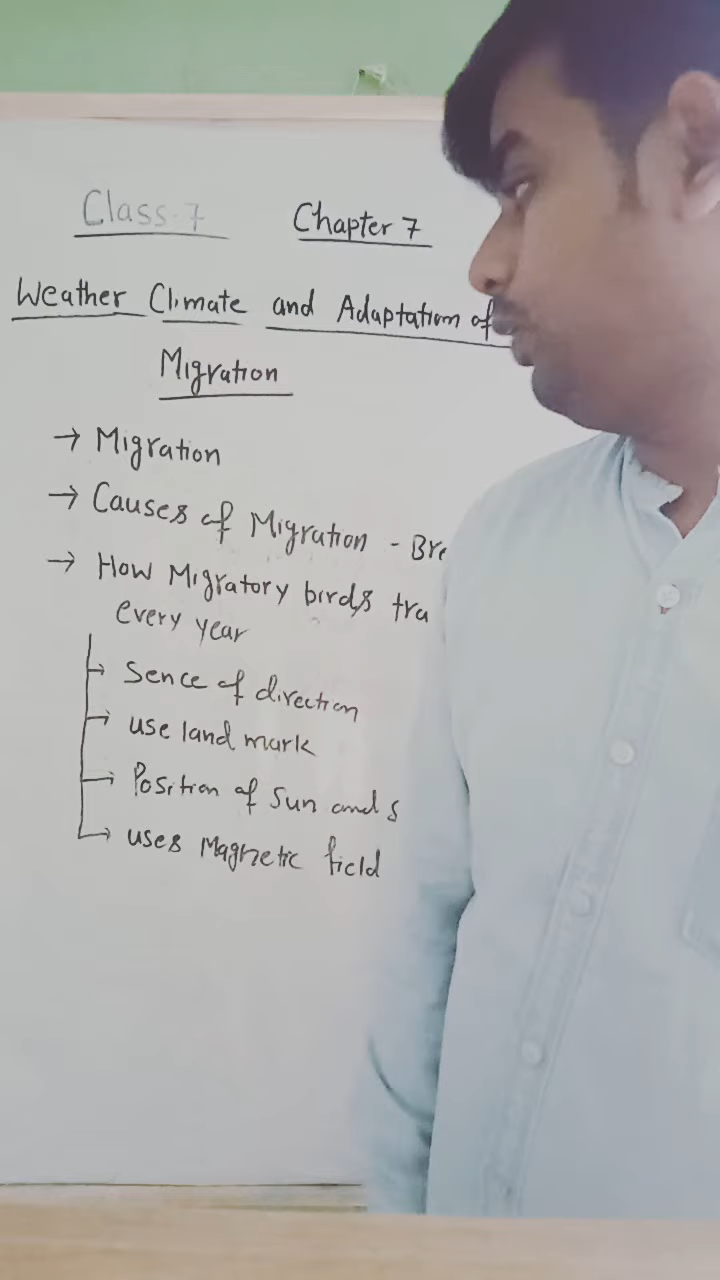 Class-7 Chapter 7
Weather Climate and Adaptation of
Migration
→ Migration
→ Causes of Migration - Bre
→ How Migratory birds tra
every year
→ Sence of direction
→ use land mark
→ Position of Sun and s
→ uses Magnetic field